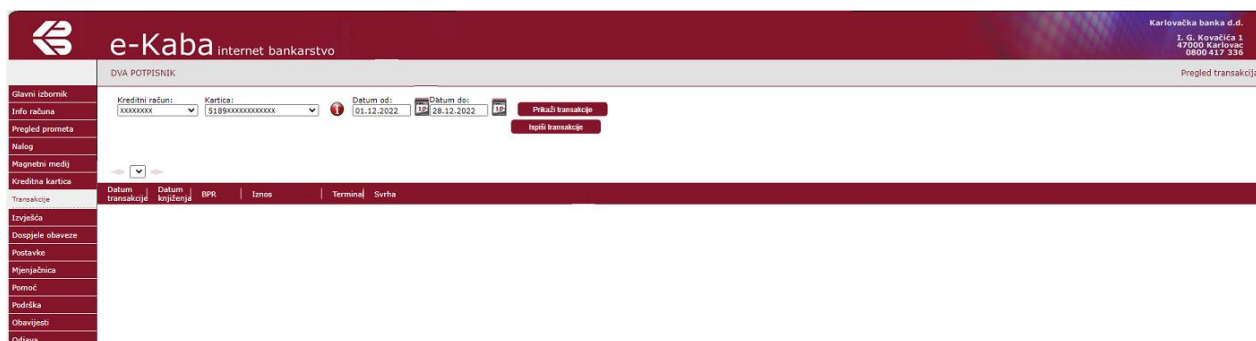 Karlovačka banka d.d.
I. G. Kovačića 1
47000 Karlovac
0800 417 336
e-Kaba internet bankarstvo
DVA POTPISNIK
Pregled transakcija
Glavni izbornik
Info računa
Pregled prometa
Nalog
Magnetni medij
Kreditna kartica
Transakcije
Izvješća
Dospjele obaveze
Postavke
Mjenjačnica
Pomoć
Podrška
Obavijesti
Odjava
Kreditni račun: Kartica: Datum od: Datum do:
xxxxxxxx 5189xxxxxxxxxxxx 01.12.2022 28.12.2022 Prikaži transakcije
Ispiši transakcije
Datum transakcije Datum knjiženja BPR Iznos Terminal Svrha